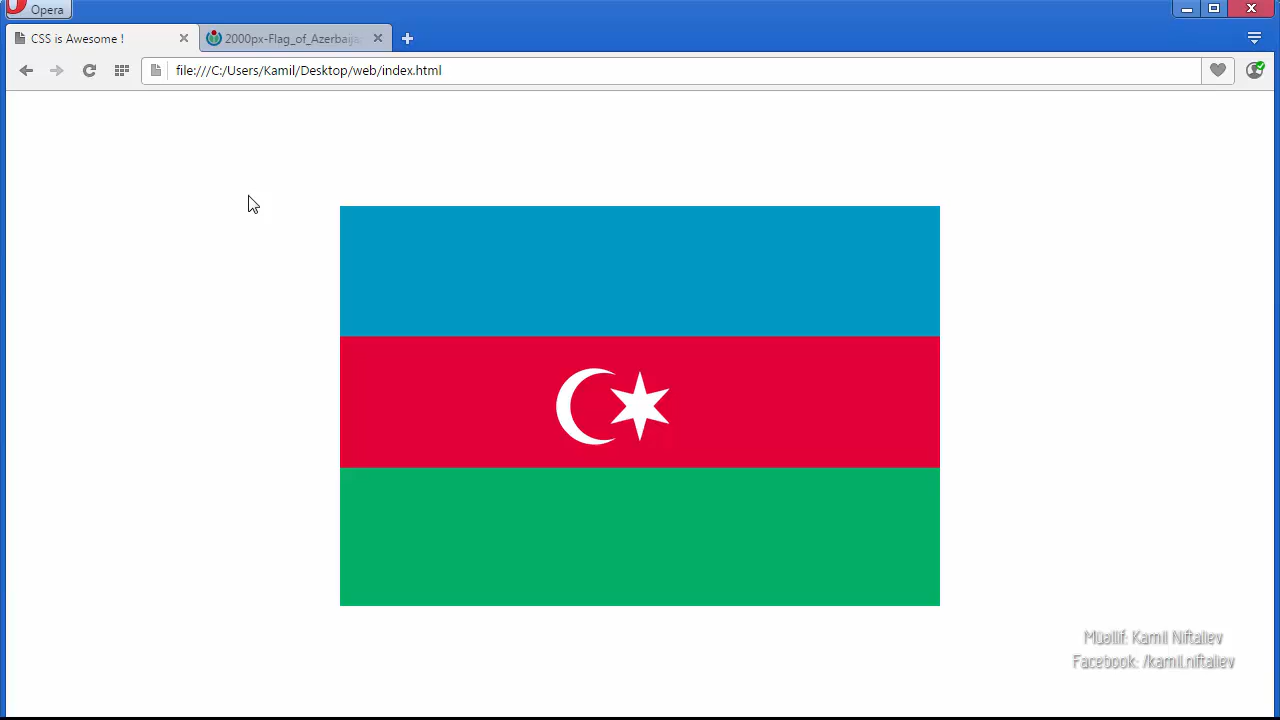 Opera
CSS is Awesome !
2000px-Flag_of_Azerbaija
file:///C:/Users/Kamil/Desktop/web/index.html
Müəllif: Kamil Niftaliev
Facebook: /kamil.niftaliev